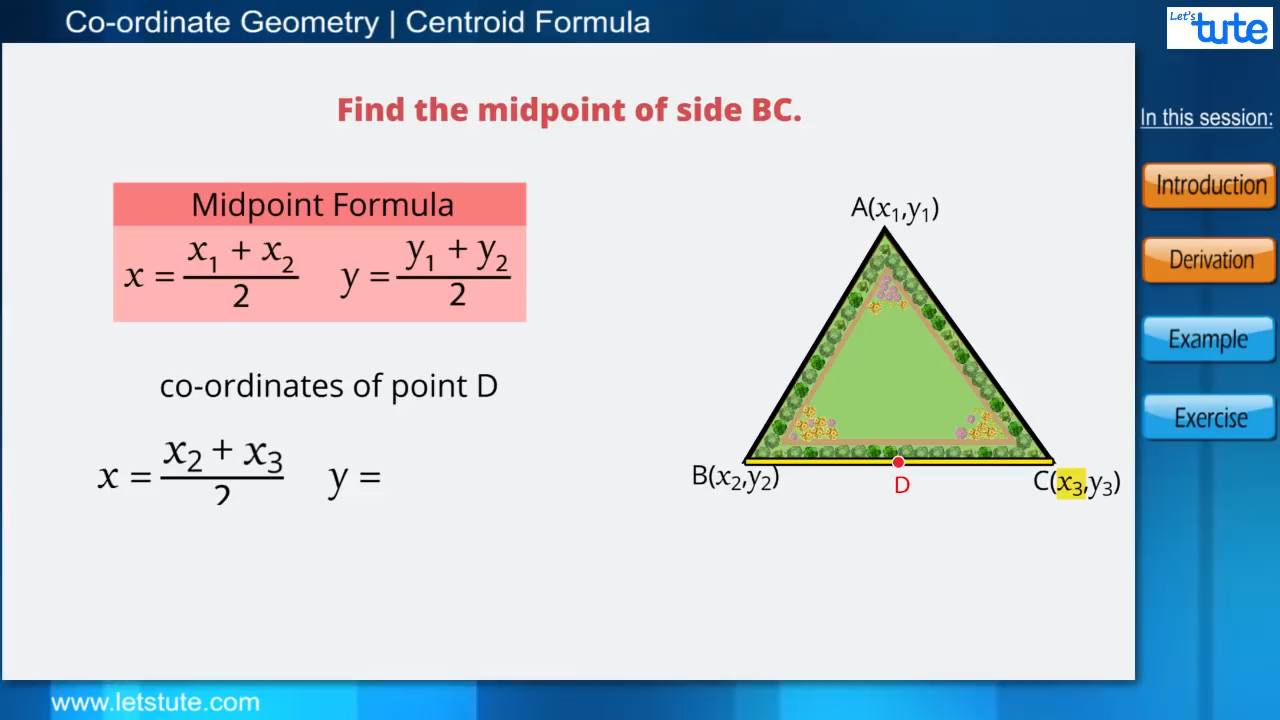 Co-ordinate Geometry | Centroid Formula
Let's tute
In this session:
Introduction
Derivation
Example
Exercise
Find the midpoint of side BC.
Midpoint Formula
x = (x₁ + x₂)/2    y = (y₁ + y₂)/2
co-ordinates of point D
x = (x₂ + x₃)/2    y =
A(x₁,y₁)
B(x₂,y₂)
D
C(x₃,y₃)
www.letstute.com